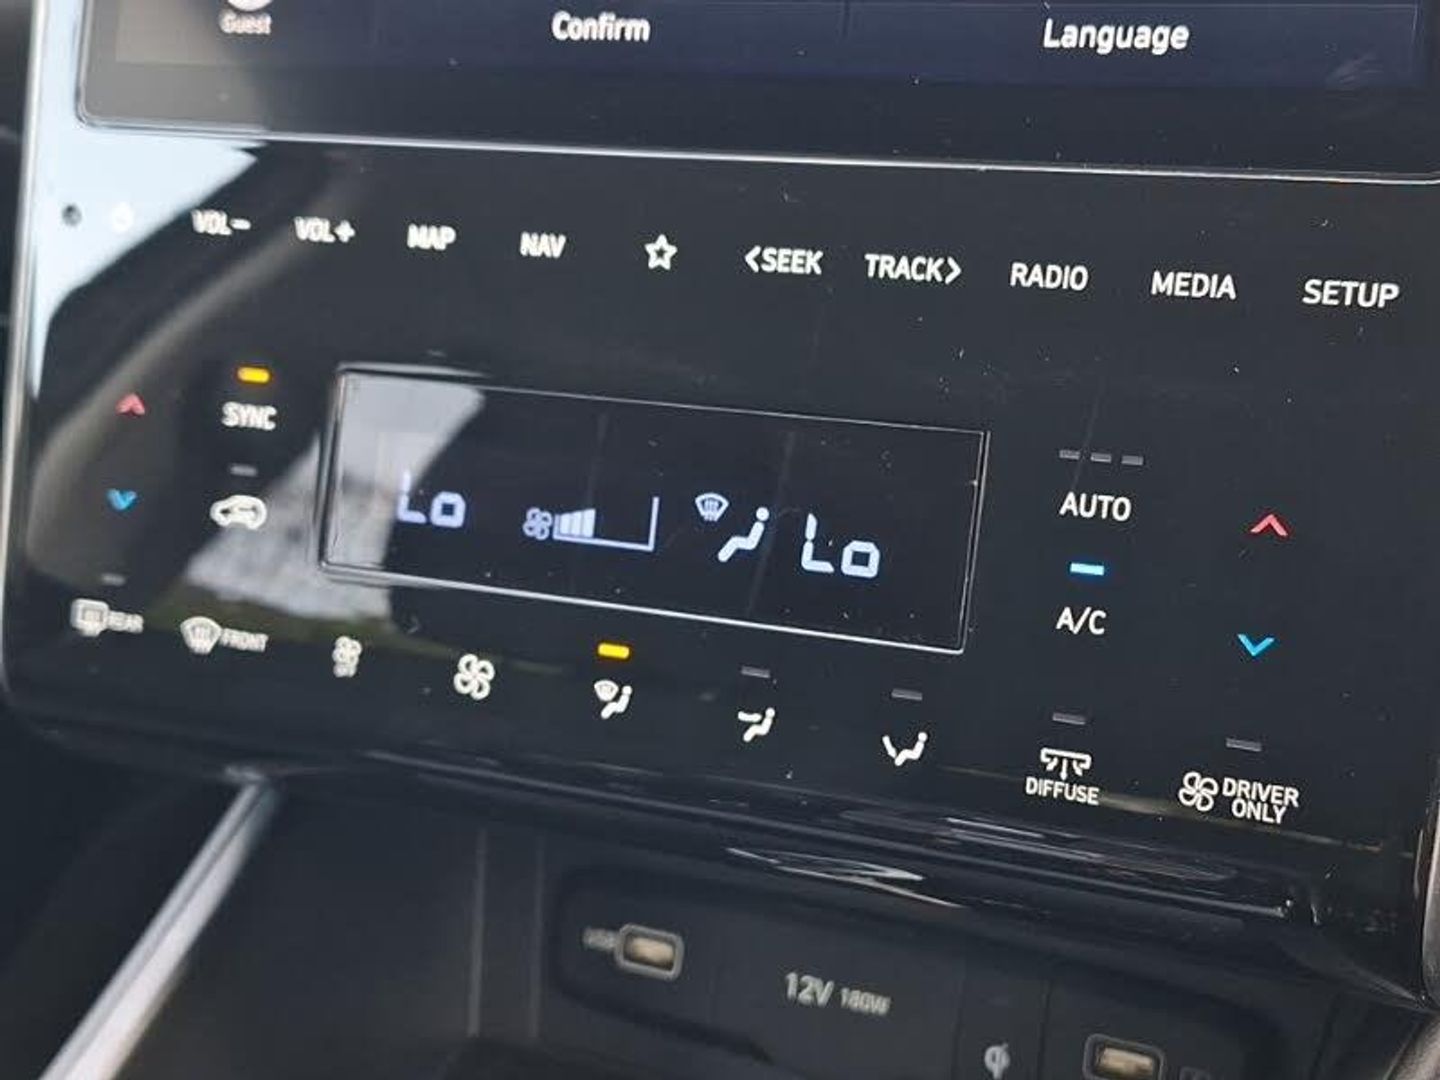 Guest
Confirm
Language
VOL-
VOL+
MAP
NAV
<SEEK
TRACK>
RADIO
MEDIA
SETUP
SYNC
Lo
Lo
AUTO
A/C
REAR
FRONT
DIFFUSE
DRIVER
ONLY
USB
12V 180W